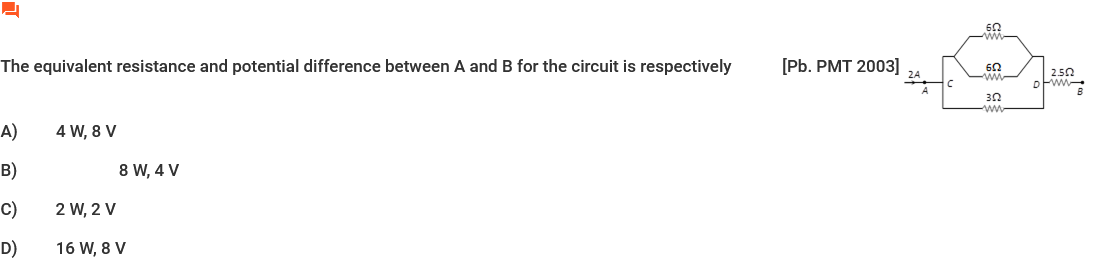 The equivalent resistance and potential difference between A and B for the circuit is respectively [Pb. PMT 2003]
6Ω
6Ω
3Ω
2A
A
C
D
2.5Ω
B
A) 4 W, 8 V
B) 8 W, 4 V
C) 2 W, 2 V
D) 16 W, 8 V